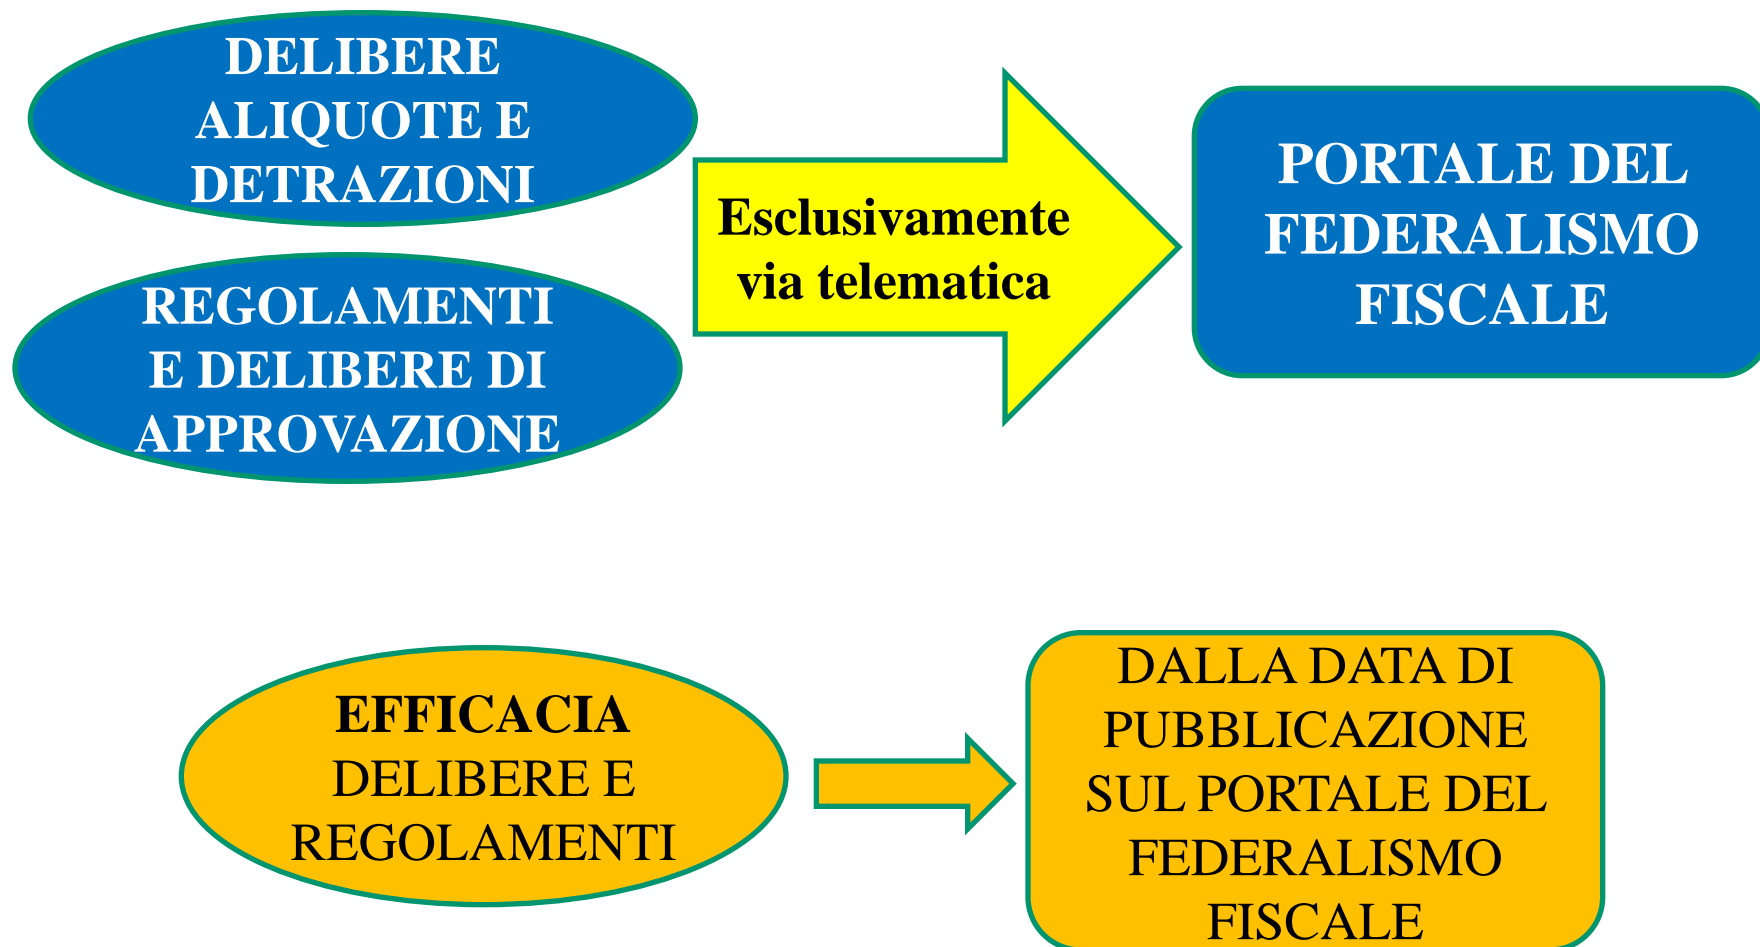 DELIBERE
ALIQUOTE E
DETRAZIONI
REGOLAMENTI
E DELIBERE DI
APPROVAZIONE
Esclusivamente
via telematica
PORTALE DEL
FEDERALISMO
FISCALE
EFFICACIA
DELIBERE E
REGOLAMENTI
DALLA DATA DI
PUBBLICAZIONE
SUL PORTALE DEL
FEDERALISMO
FISCALE